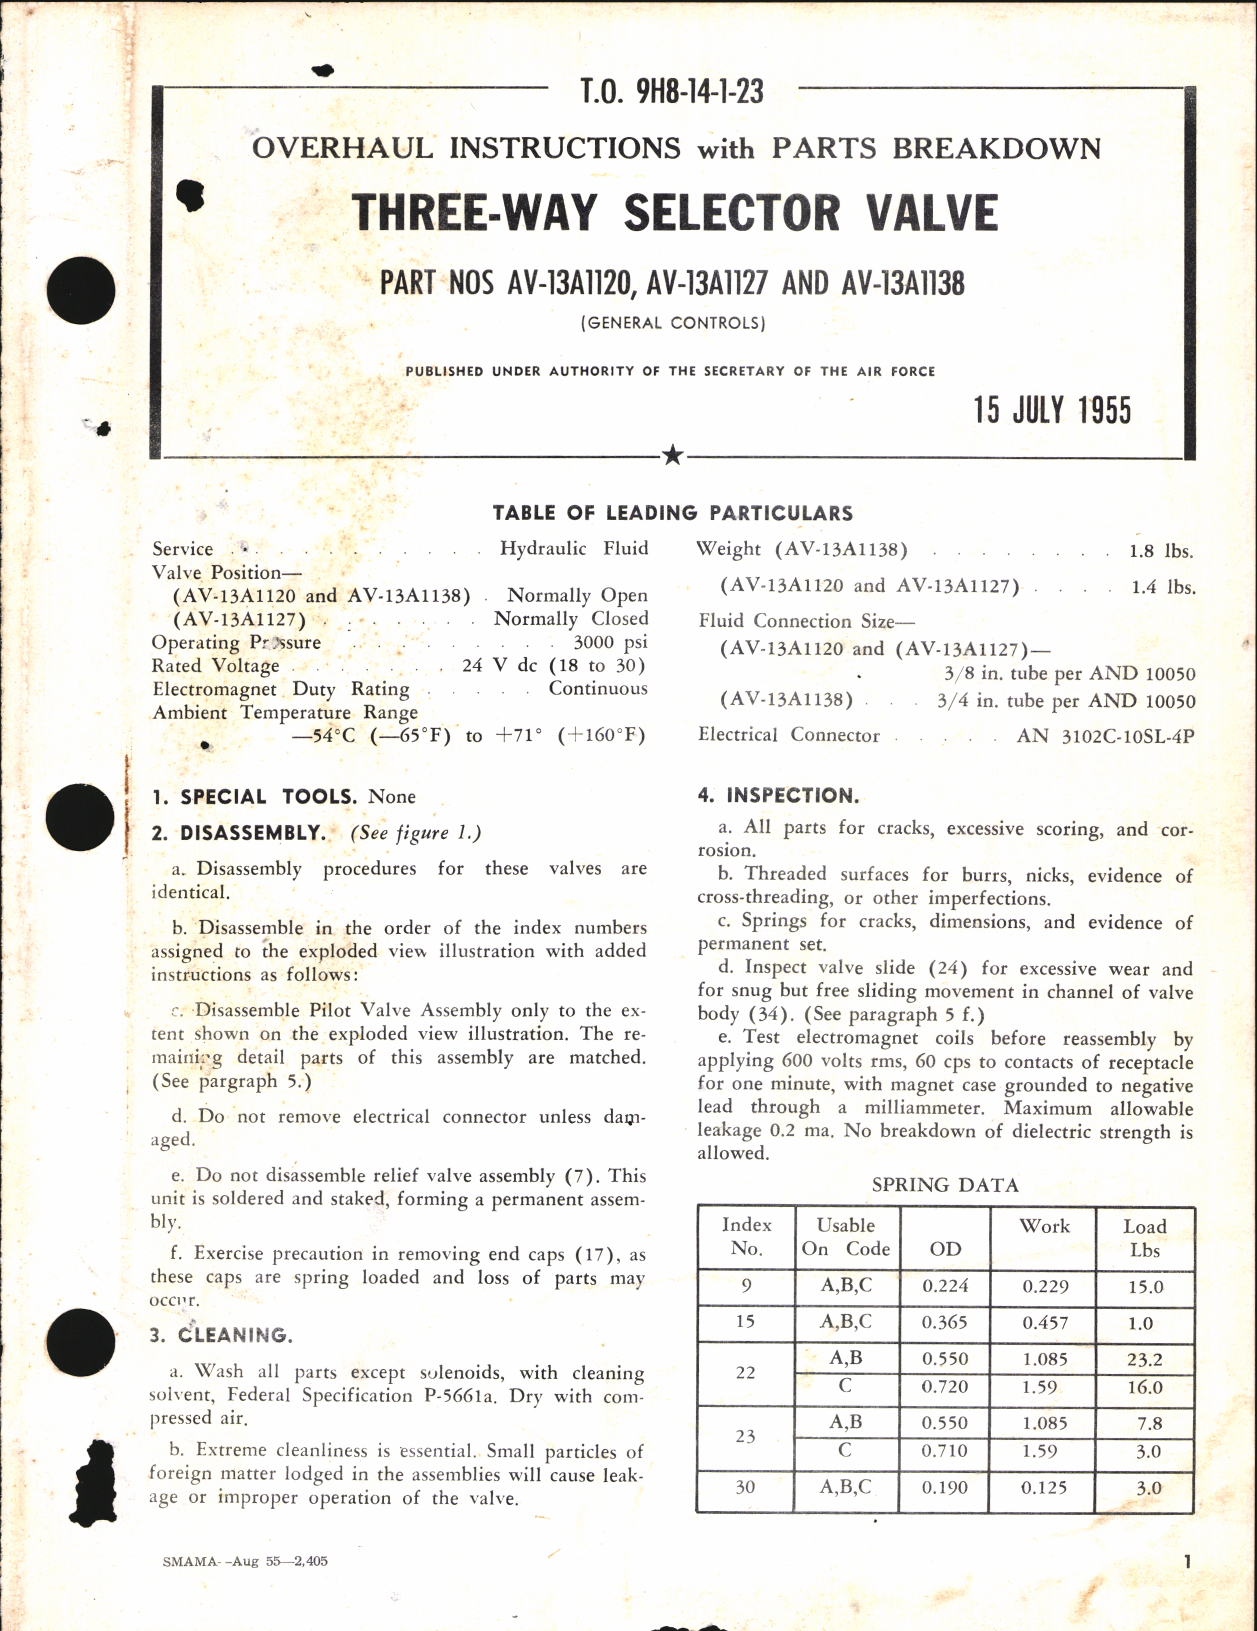 T.O. 9H8-14-1-23
OVERHAUL INSTRUCTIONS with PARTS BREAKDOWN
THREE-WAY SELECTOR VALVE
PART NOS AV-13A1120, AV-13A1127 AND AV-13A1138
(GENERAL CONTROLS)
PUBLISHED UNDER AUTHORITY OF THE SECRETARY OF THE AIR FORCE
15 JULY 1955
TABLE OF LEADING PARTICULARS
Service . . . . . . . . . . . . Hydraulic Fluid
Valve Position—
(AV-13A1120 and AV-13A1138) . Normally Open
(AV-13A1127) . . . . . . . Normally Closed
Operating Pressure . . . . . . . . . 3000 psi
Rated Voltage . . . . . . . 24 V dc (18 to 30)
Electromagnet Duty Rating . . . . . Continuous
Ambient Temperature Range
—54°C (—65°F) to +71° (+160°F)
Weight (AV-13A1138) . . . . . . . . 1.8 lbs.
(AV-13A1120 and AV-13A1127) . . . . 1.4 lbs.
Fluid Connection Size—
(AV-13A1120 and (AV-13A1127)—
3/8 in. tube per AND 10050
(AV-13A1138) . . . 3/4 in. tube per AND 10050
Electrical Connector . . . . . AN 3102C-10SL-4P
1. SPECIAL TOOLS. None
2. DISASSEMBLY. (See figure 1.)
a. Disassembly procedures for these valves are
identical.
b. Disassemble in the order of the index numbers
assigned to the exploded view illustration with added
instructions as follows:
c. Disassemble Pilot Valve Assembly only to the ex-
tent shown on the exploded view illustration. The re-
maining detail parts of this assembly are matched.
(See pargraph 5.)
d. Do not remove electrical connector unless dam-
aged.
e. Do not disassemble relief valve assembly (7). This
unit is soldered and staked, forming a permanent assem-
bly.
f. Exercise precaution in removing end caps (17), as
these caps are spring loaded and loss of parts may
occur.
3. CLEANING.
a. Wash all parts except solenoids, with cleaning
solvent, Federal Specification P-5661a. Dry with com-
pressed air.
b. Extreme cleanliness is essential. Small particles of
foreign matter lodged in the assemblies will cause leak-
age or improper operation of the valve.
4. INSPECTION.
a. All parts for cracks, excessive scoring, and cor-
rosion.
b. Threaded surfaces for burrs, nicks, evidence of
cross-threading, or other imperfections.
c. Springs for cracks, dimensions, and evidence of
permanent set.
d. Inspect valve slide (24) for excessive wear and
for snug but free sliding movement in channel of valve
body (34). (See paragraph 5 f.)
e. Test electromagnet coils before reassembly by
applying 600 volts rms, 60 cps to contacts of receptacle
for one minute, with magnet case grounded to negative
lead through a milliammeter. Maximum allowable
leakage 0.2 ma. No breakdown of dielectric strength is
allowed.
SPRING DATA
Index Usable Work Load
No. On Code OD Lbs
9 A,B,C 0.224 0.229 15.0
15 A,B,C 0.365 0.457 1.0
22 A,B 0.550 1.085 23.2
C 0.720 1.59 16.0
23 A,B 0.550 1.085 7.8
C 0.710 1.59 3.0
30 A,B,C 0.190 0.125 3.0
SMAMA--Aug 55—2,405
1